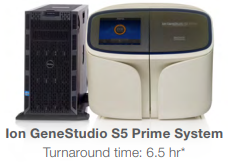 Ion GeneStudio S5 Prime System
Turnaround time: 6.5 hr*